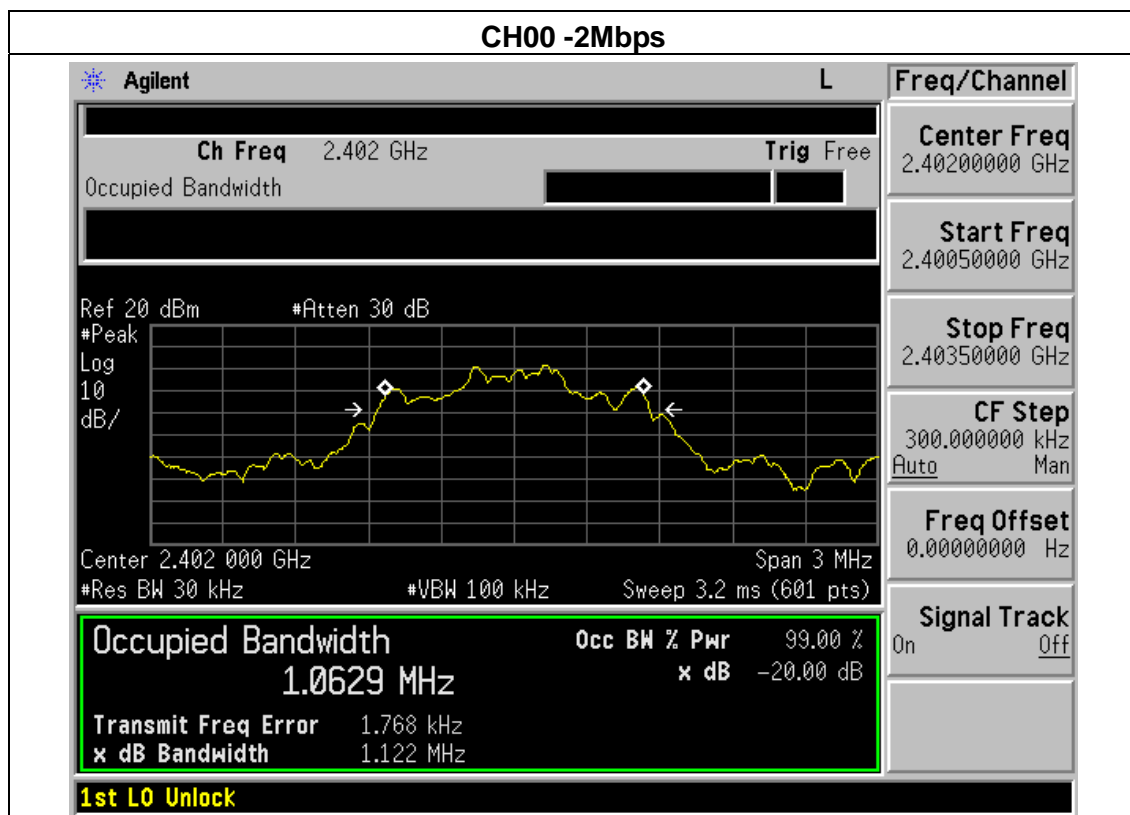 CH00 -2Mbps
Agilent L Freq/Channel
Ch Freq 2.402 GHz Trig Free
Occupied Bandwidth
Center Freq
2.40200000 GHz
Start Freq
2.40050000 GHz
Stop Freq
2.40350000 GHz
CF Step
300.000000 kHz
Auto Man
Freq Offset
0.00000000 Hz
Signal Track
On Off
Ref 20 dBm #Atten 30 dB
#Peak
Log
10
dB/
Center 2.402 000 GHz Span 3 MHz
#Res BW 30 kHz #VBW 100 kHz Sweep 3.2 ms (601 pts)
Occupied Bandwidth
1.0629 MHz
Occ BW % Pwr 99.00 %
x dB -20.00 dB
Transmit Freq Error 1.768 kHz
x dB Bandwidth 1.122 MHz
1st LO Unlock